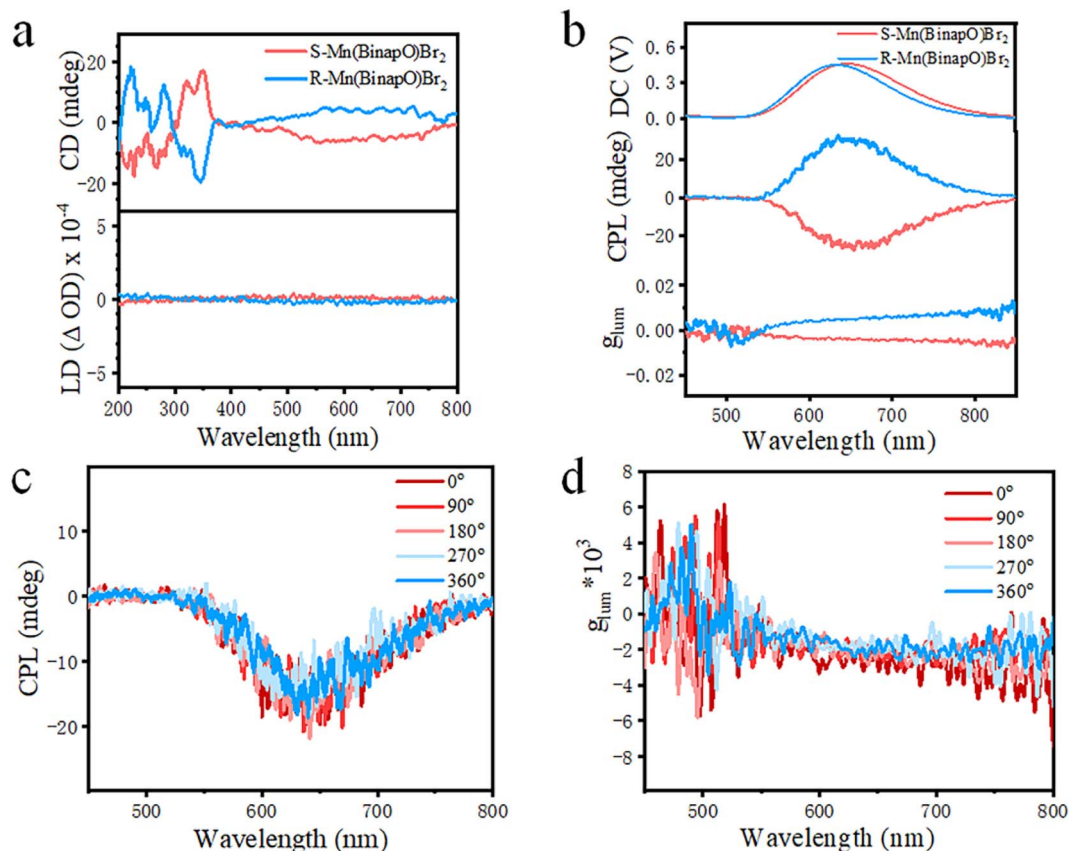 a
S-Mn(BinapO)Br₂
R-Mn(BinapO)Br₂
CD (mdeg)
20
0
-20
LD (Δ OD) x 10⁻⁴
5
0
-5
200 300 400 500 600 700 800
Wavelength (nm)
b
S-Mn(BinapO)Br₂
R-Mn(BinapO)Br₂
DC (V)
0.6
0.3
0.0
CPL (mdeg)
20
0
-20
glum
0.02
0.00
-0.02
500 600 700 800
Wavelength (nm)
c
0°
90°
180°
270°
360°
CPL (mdeg)
10
0
-10
-20
500 600 700 800
Wavelength (nm)
d
0°
90°
180°
270°
360°
glum *10³
8
6
4
2
-0
-2
-4
-6
-8
500 600 700 800
Wavelength (nm)